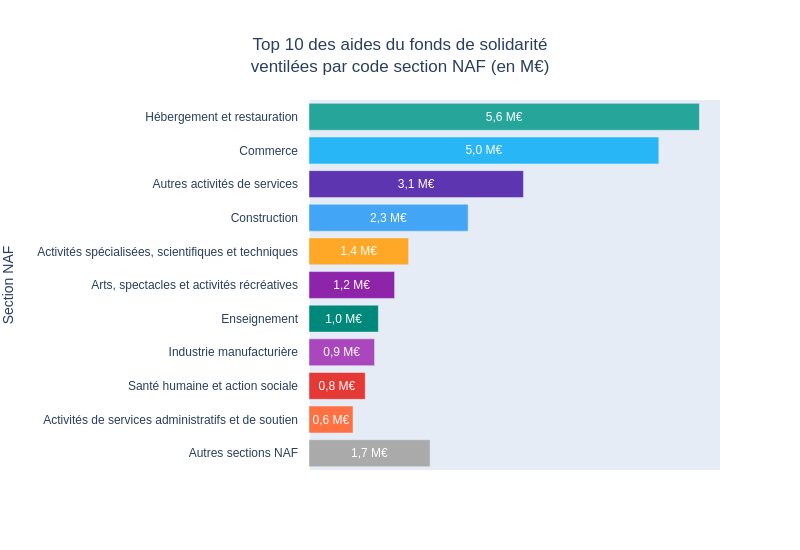 Top 10 des aides du fonds de solidarité
ventilées par code section NAF (en M€)
Section NAF
Hébergement et restauration 5,6 M€
Commerce 5,0 M€
Autres activités de services 3,1 M€
Construction 2,3 M€
Activités spécialisées, scientifiques et techniques 1,4 M€
Arts, spectacles et activités récréatives 1,2 M€
Enseignement 1,0 M€
Industrie manufacturière 0,9 M€
Santé humaine et action sociale 0,8 M€
Activités de services administratifs et de soutien 0,6 M€
Autres sections NAF 1,7 M€